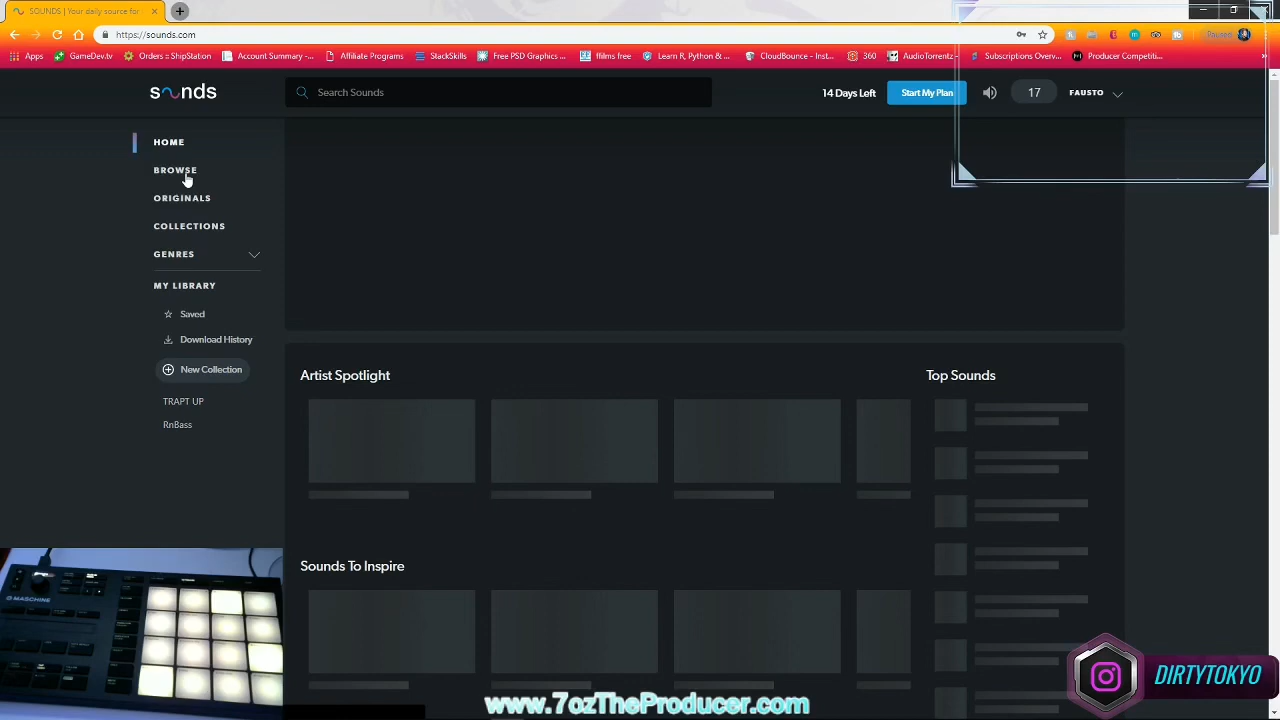 SOUNDS | Your daily source for
https://sounds.com
Paused
Apps
GameDev.tv
Orders :: ShipStation
Account Summary -...
Affiliate Programs
StackSkills
Free PSD Graphics ...
ffilms free
Learn R, Python & ...
CloudBounce - Inst...
360
AudioTorrentz -
Subscriptions Overv...
Producer Competiti...
sounds
Search Sounds
14 Days Left
Start My Plan
17
FAUSTO
HOME
BROWSE
ORIGINALS
COLLECTIONS
GENRES
MY LIBRARY
Saved
Download History
New Collection
TRAPT UP
RnBass
Artist Spotlight
Top Sounds
Sounds To Inspire
MASCHINE
www.7ozTheProducer.com
DIRTYTOKYO